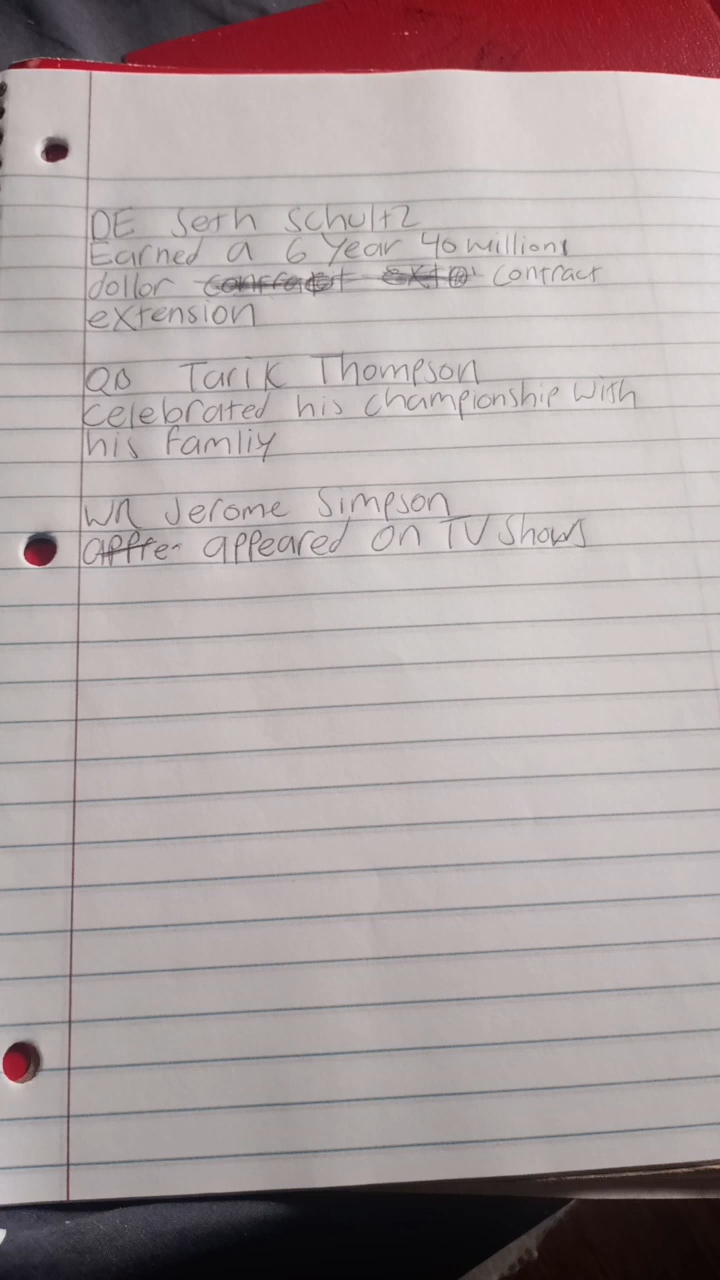 DE Seth Schultz
Earned a 6 Year 40 millions
dollor contract
extension
QB Tarik Thompson
celebrated his championship with
his famliy
WR Jerome Simpson
appeared on TV Shows